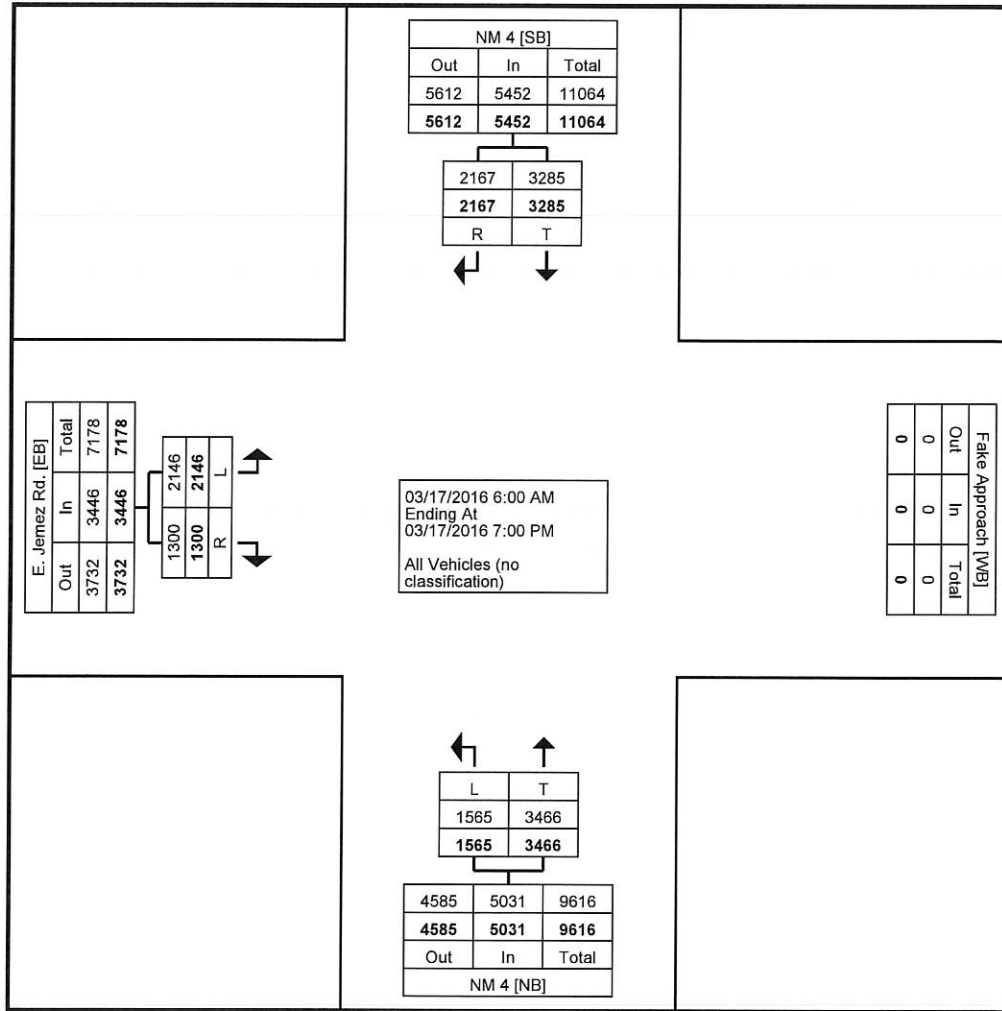 NM 4 [SB]
Out In Total
5612 5452 11064
5612 5452 11064
2167 3285
2167 3285
R T
E. Jemez Rd. [EB]
Total In Out
7178 3446 3732
7178 3446 3732
2146 1300
2146 1300
L R
03/17/2016 6:00 AM
Ending At
03/17/2016 7:00 PM
All Vehicles (no
classification)
Fake Approach [WB]
Out In Total
0 0 0
0 0 0
L T
1565 3466
1565 3466
4585 5031 9616
4585 5031 9616
Out In Total
NM 4 [NB]